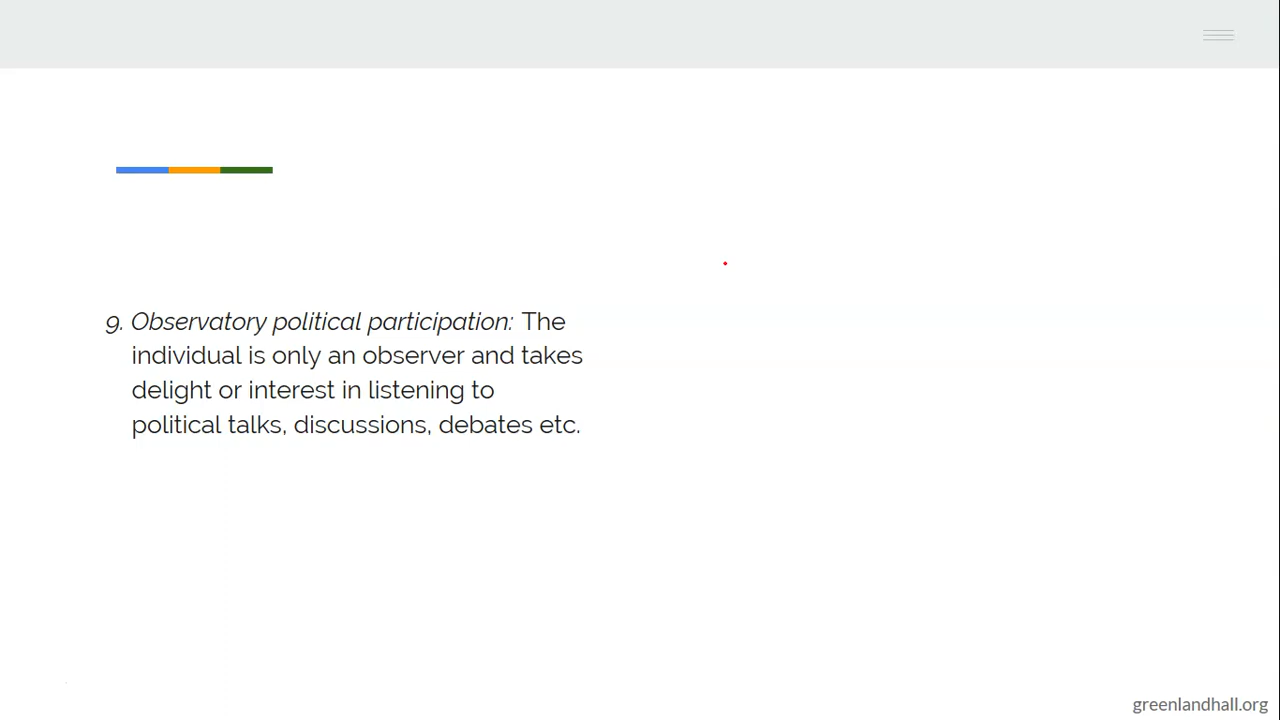 9. Observatory political participation: The
individual is only an observer and takes
delight or interest in listening to
political talks, discussions, debates etc.
greenlandhall.org